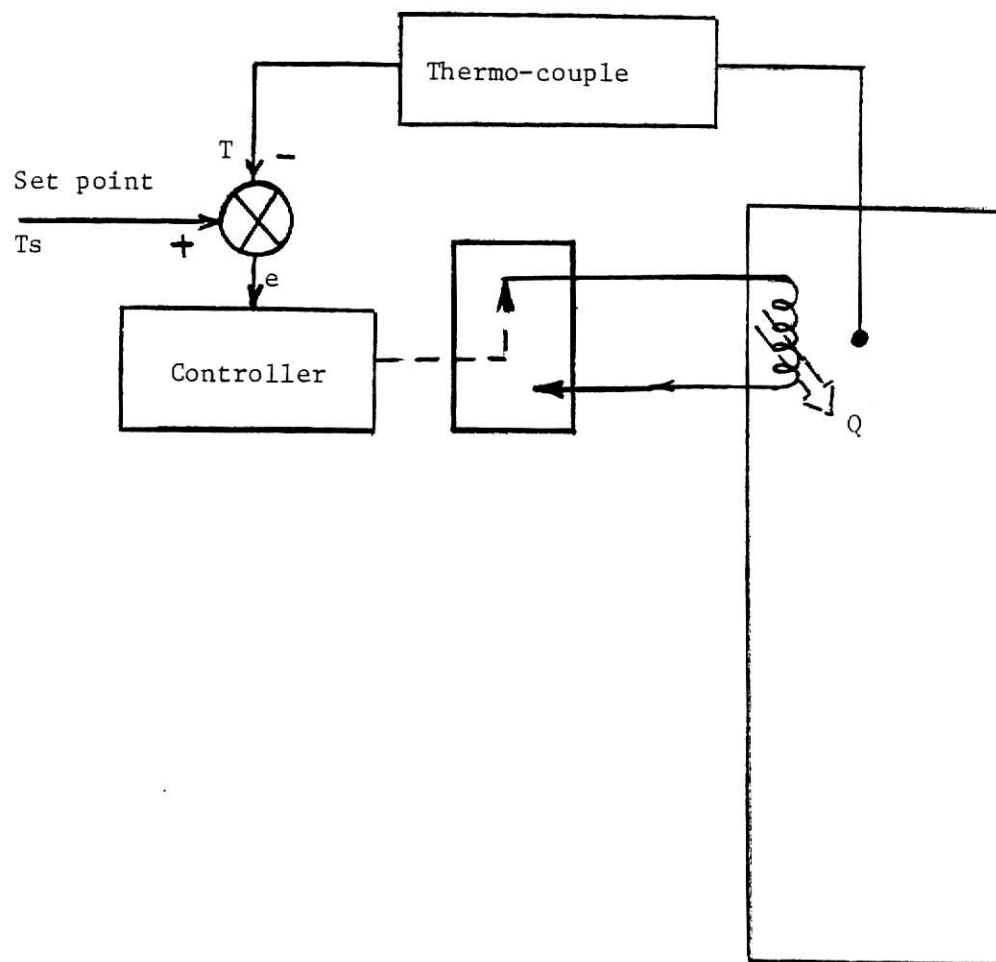 Thermo-couple
T -
Set point
+
Ts
e
Controller
Q